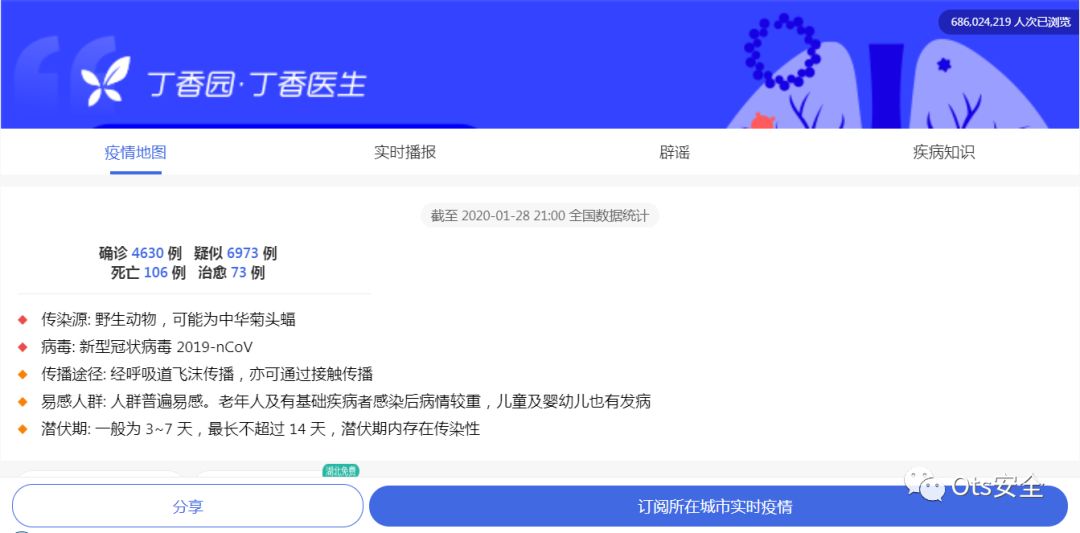 686,024,219 人次已浏览
丁香园·丁香医生
疫情地图 实时播报 辟谣 疾病知识
截至 2020-01-28 21:00 全国数据统计
确诊 4630 例 疑似 6973 例
死亡 106 例 治愈 73 例
传染源: 野生动物，可能为中华菊头蝠
病毒: 新型冠状病毒 2019-nCoV
传播途径: 经呼吸道飞沫传播，亦可通过接触传播
易感人群: 人群普遍易感。老年人及有基础疾病者感染后病情较重，儿童及婴幼儿也有发病
潜伏期: 一般为 3~7 天，最长不超过 14 天，潜伏期内存在传染性
湖北免费
分享 订阅所在城市实时疫情
Ots安全